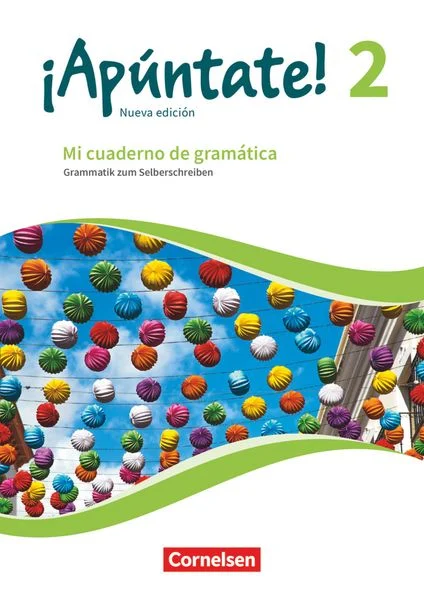 ¡Apúntate! 2
Nueva edición
Mi cuaderno de gramática
Grammatik zum Selberschreiben
Cornelsen